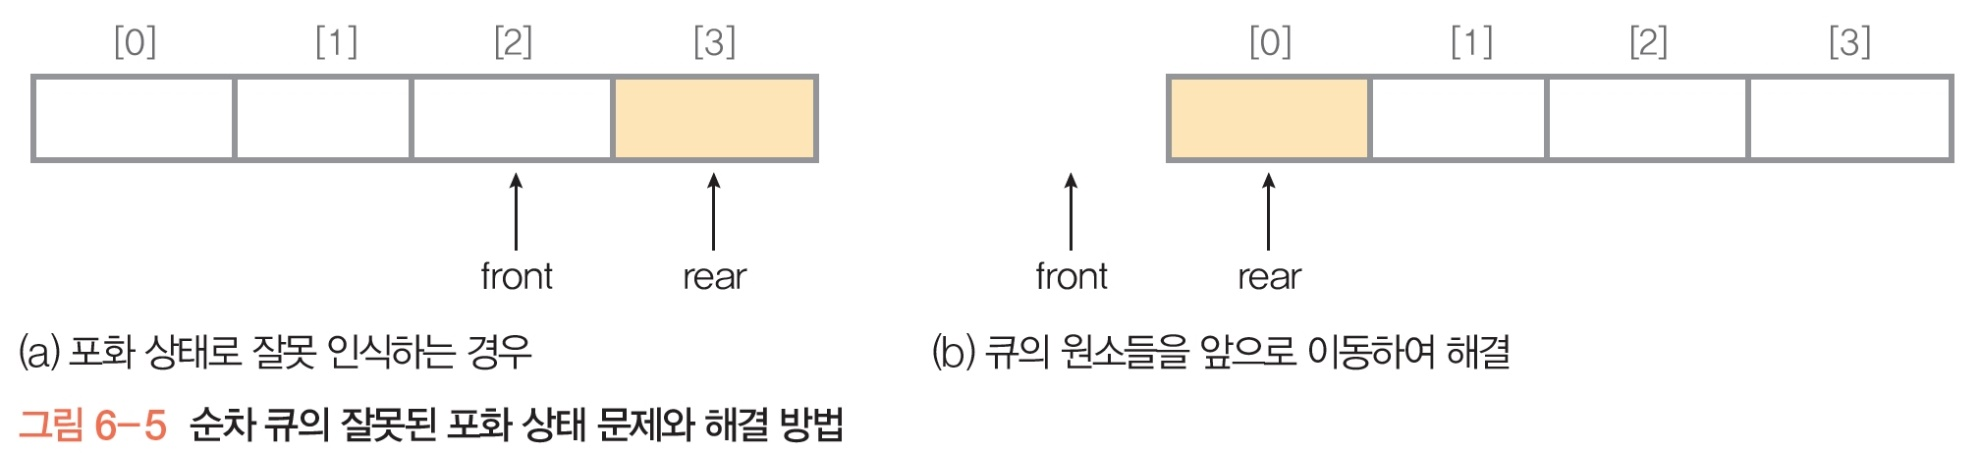 [0] [1] [2] [3] [0] [1] [2] [3]
front rear front rear
(a) 포화 상태로 잘못 인식하는 경우 (b) 큐의 원소들을 앞으로 이동하여 해결
그림 6-5 순차 큐의 잘못된 포화 상태 문제와 해결 방법